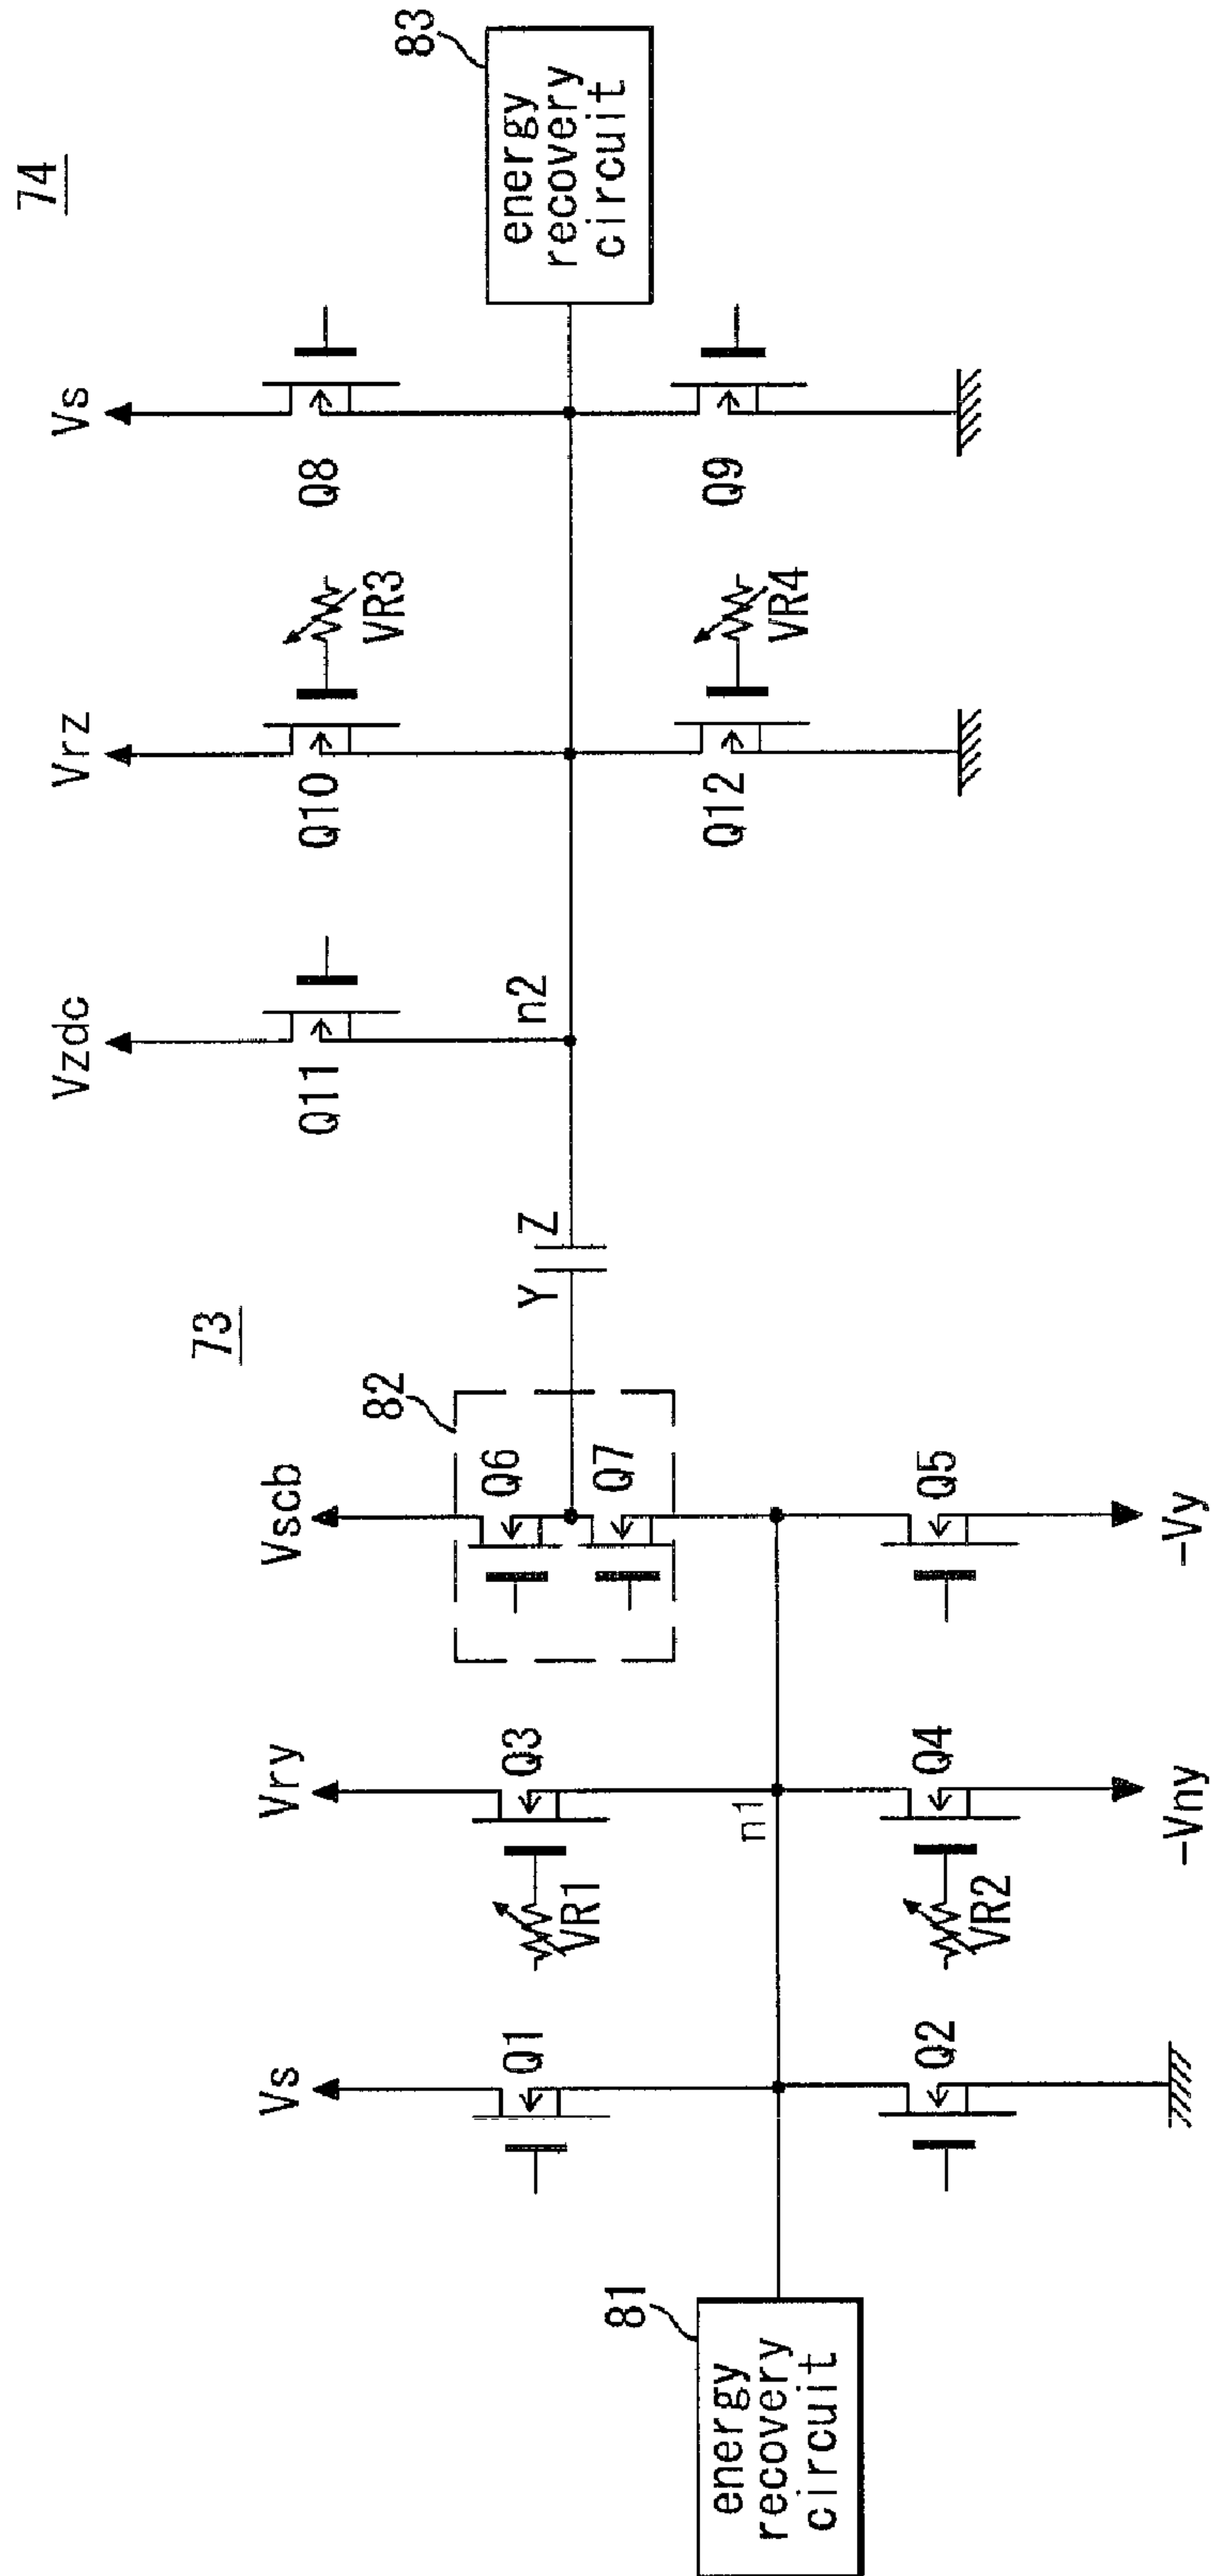 74
83
energy
recovery
circuit
Vs
Q8
Q9
Vrz
Q10
VR3
Q12
VR4
Vzdc
Q11
n2
Z
Y
73
82
Vscb
Q6
Q7
Q5
-Vy
Vry
Q3
n1
Q4
-Vny
VR1
VR2
Vs
Q1
Q2
81
energy
recovery
circuit